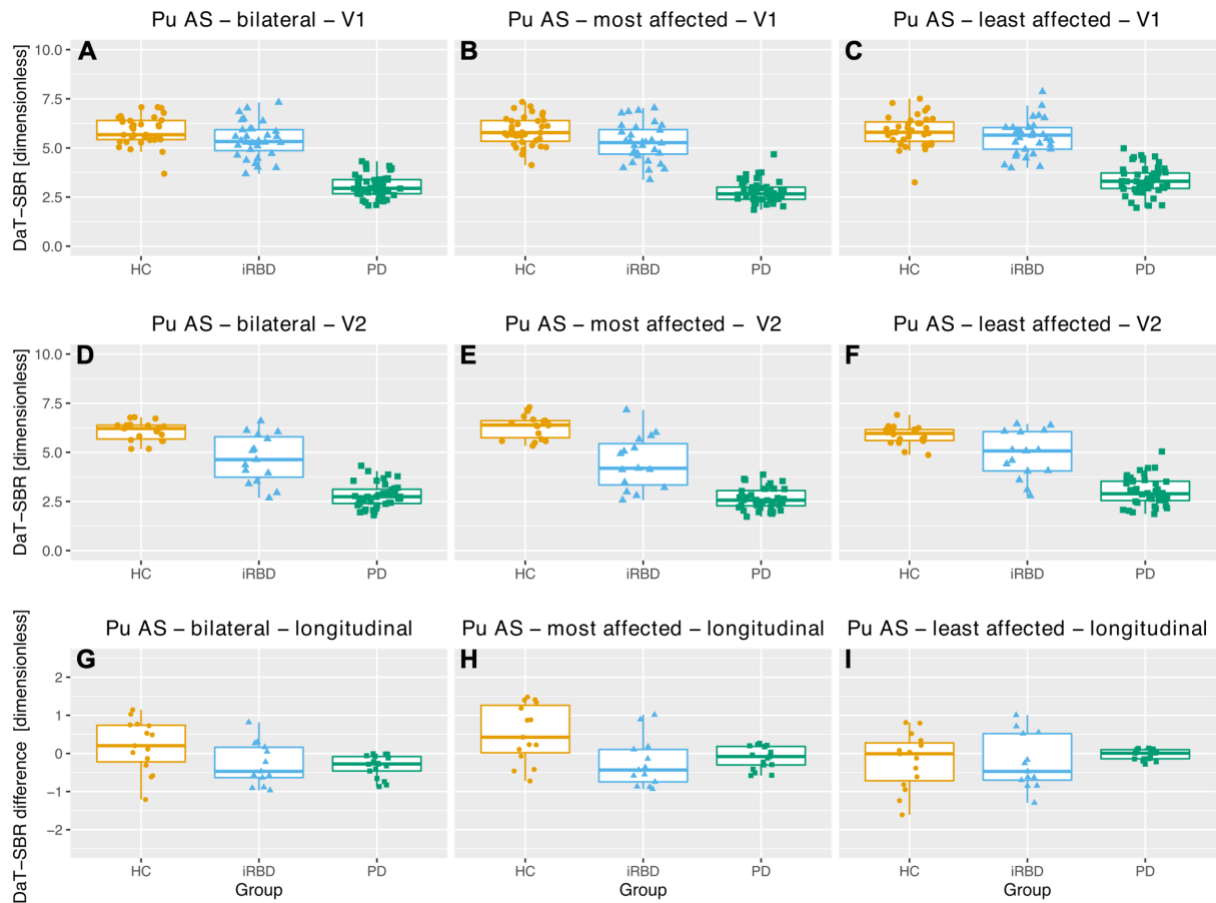 Pu AS – bilateral – V1
Pu AS – most affected – V1
Pu AS – least affected – V1
DaT−SBR [dimensionless]
A
B
C
10.0
7.5
5.0
2.5
0.0
HC
iRBD
PD
HC
iRBD
PD
HC
iRBD
PD
Pu AS – bilateral – V2
Pu AS – most affected –  V2
Pu AS – least affected – V2
DaT−SBR [dimensionless]
D
E
F
10.0
7.5
5.0
2.5
0.0
HC
iRBD
PD
HC
iRBD
PD
HC
iRBD
PD
Pu AS – bilateral – longitudinal
Pu AS – most affected – longitudinal
Pu AS – least affected – longitudinal
DaT−SBR difference  [dimensionless]
G
H
I
2
1
0
−1
−2
HC
iRBD
PD
HC
iRBD
PD
HC
iRBD
PD
Group
Group
Group